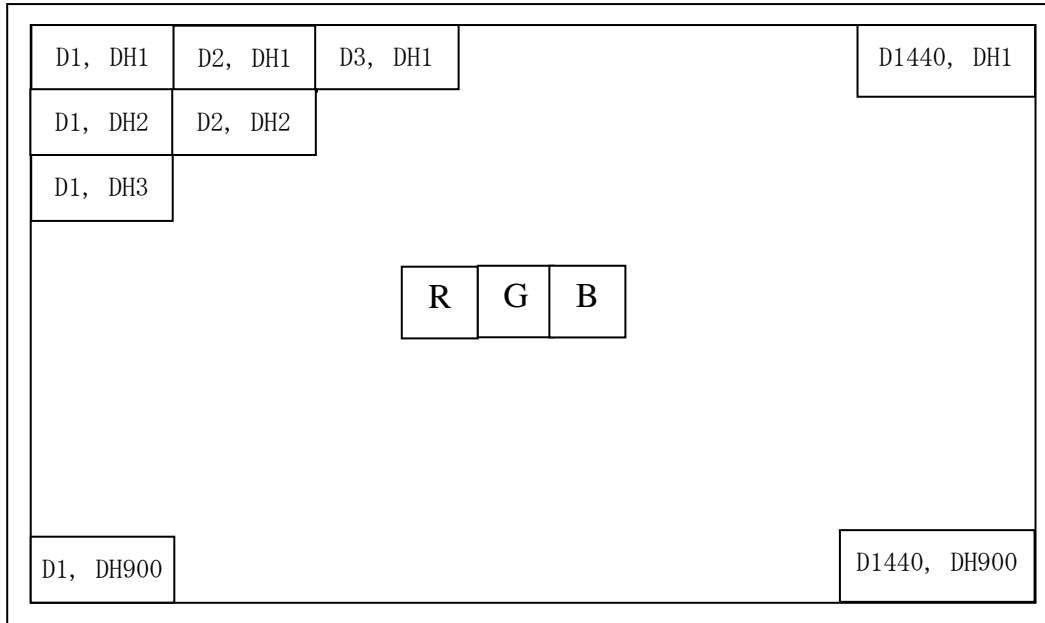 D1, DH1 D2, DH1 D3, DH1 D1440, DH1
D1, DH2 D2, DH2
D1, DH3
R G B
D1, DH900 D1440, DH900